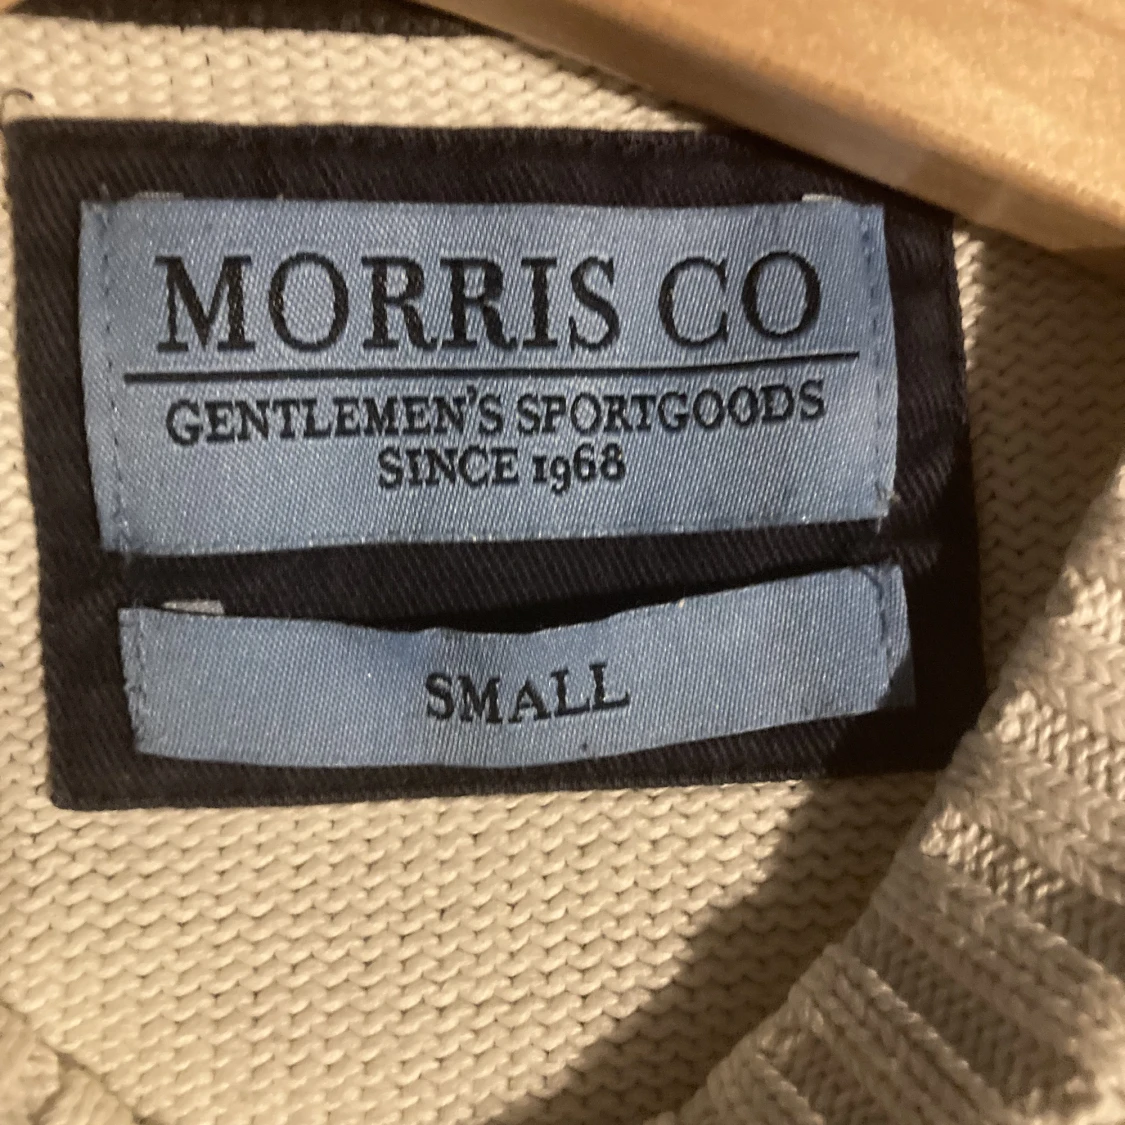 MORRIS CO
GENTLEMEN'S SPORTGOODS
SINCE 1968
SMALL